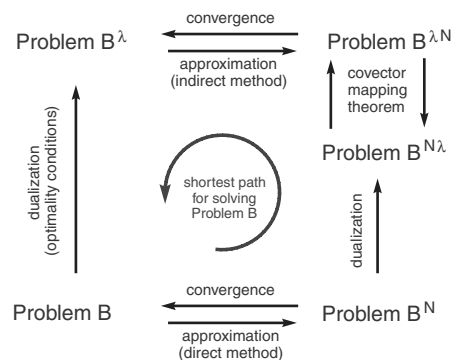 convergence
Problem B^λ
Problem B^λN
approximation
(indirect method)
covector
mapping
theorem
dualization
(optimality conditions)
shortest path
for solving
Problem B
Problem B^Nλ
dualization
convergence
Problem B
Problem B^N
approximation
(direct method)